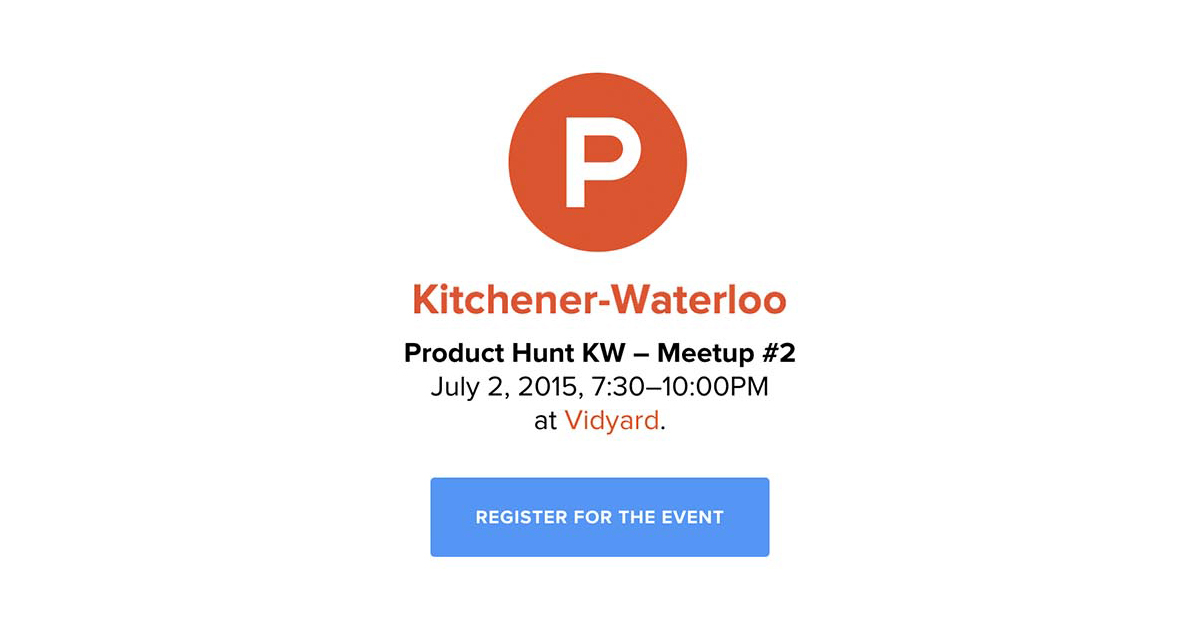 P
Kitchener-Waterloo
Product Hunt KW – Meetup #2
July 2, 2015, 7:30–10:00PM
at Vidyard.
REGISTER FOR THE EVENT